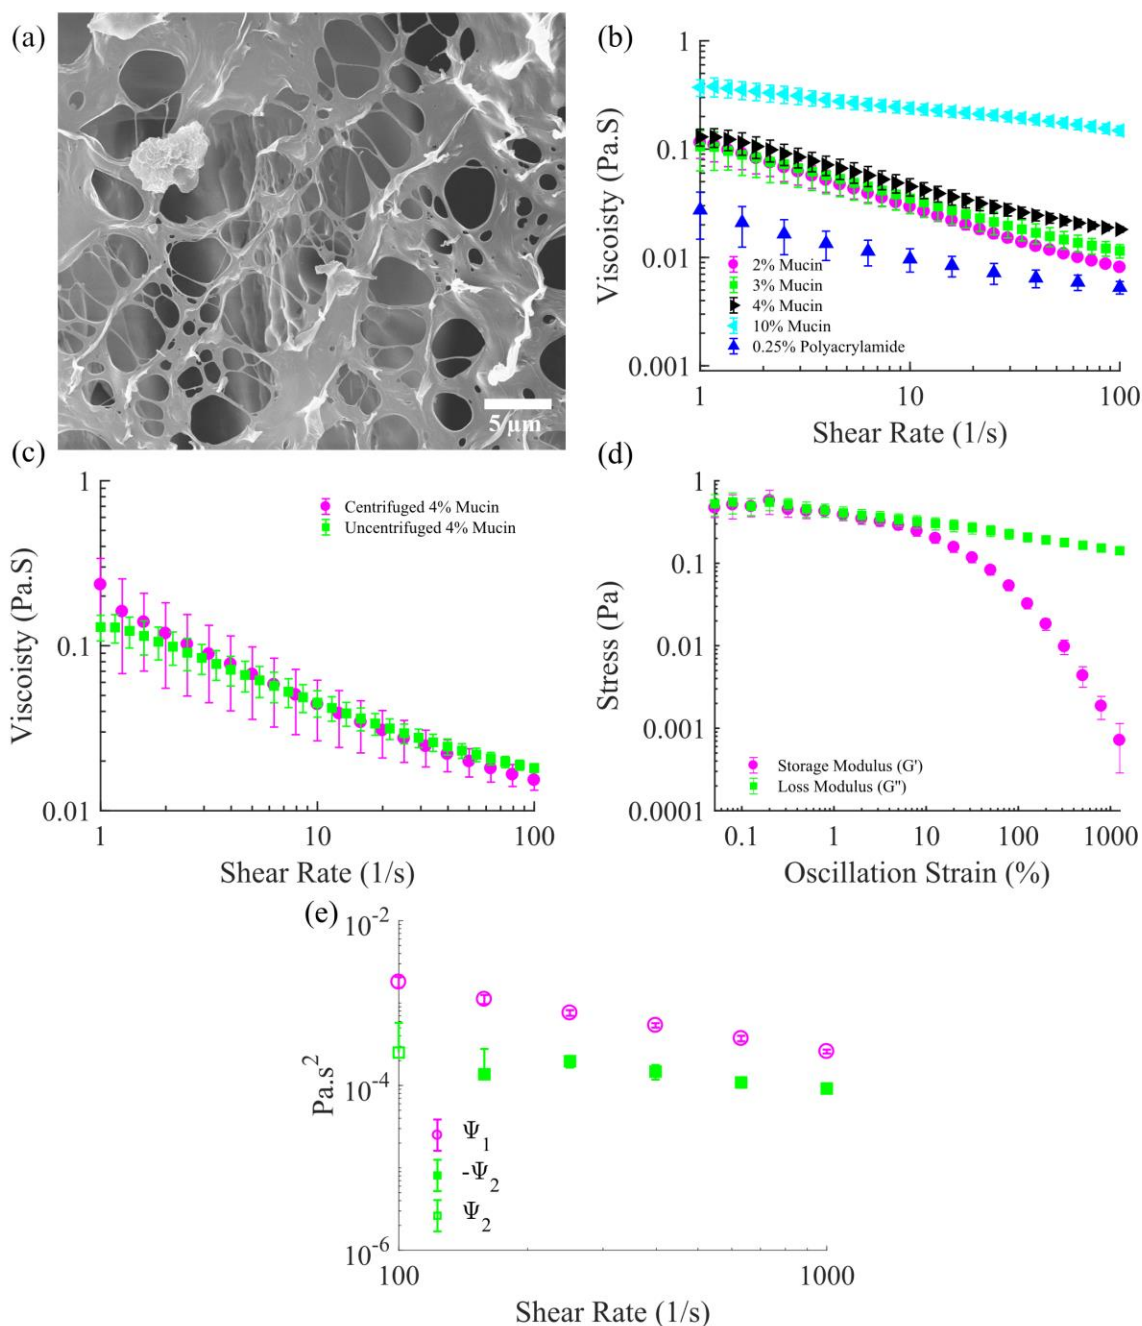 (a)
5 µm
(b)
Viscoisty (Pa.S)
1
0.1
0.01
0.001
2% Mucin
3% Mucin
4% Mucin
10% Mucin
0.25% Polyacrylamide
1
10
100
Shear Rate (1/s)
(c)
Viscoisty (Pa.S)
1
0.1
0.01
Centrifuged 4% Mucin
Uncentrifuged 4% Mucin
1
10
100
Shear Rate (1/s)
(d)
Stress (Pa)
1
0.1
0.01
0.001
0.0001
Storage Modulus (G')
Loss Modulus (G'')
0.1
1
10
100
1000
Oscillation Strain (%)
(e)
Pa.s²
10⁻²
10⁻⁴
10⁻⁶
Ψ₁
-Ψ₂
Ψ₂
100
1000
Shear Rate (1/s)